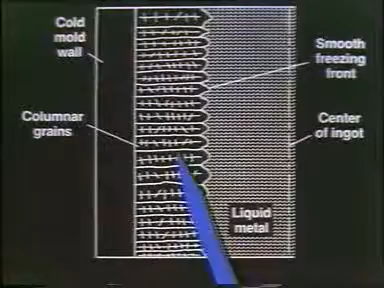 Cold
mold
wall
Smooth
freezing
front
Columnar
grains
Center
of ingot
Liquid
metal